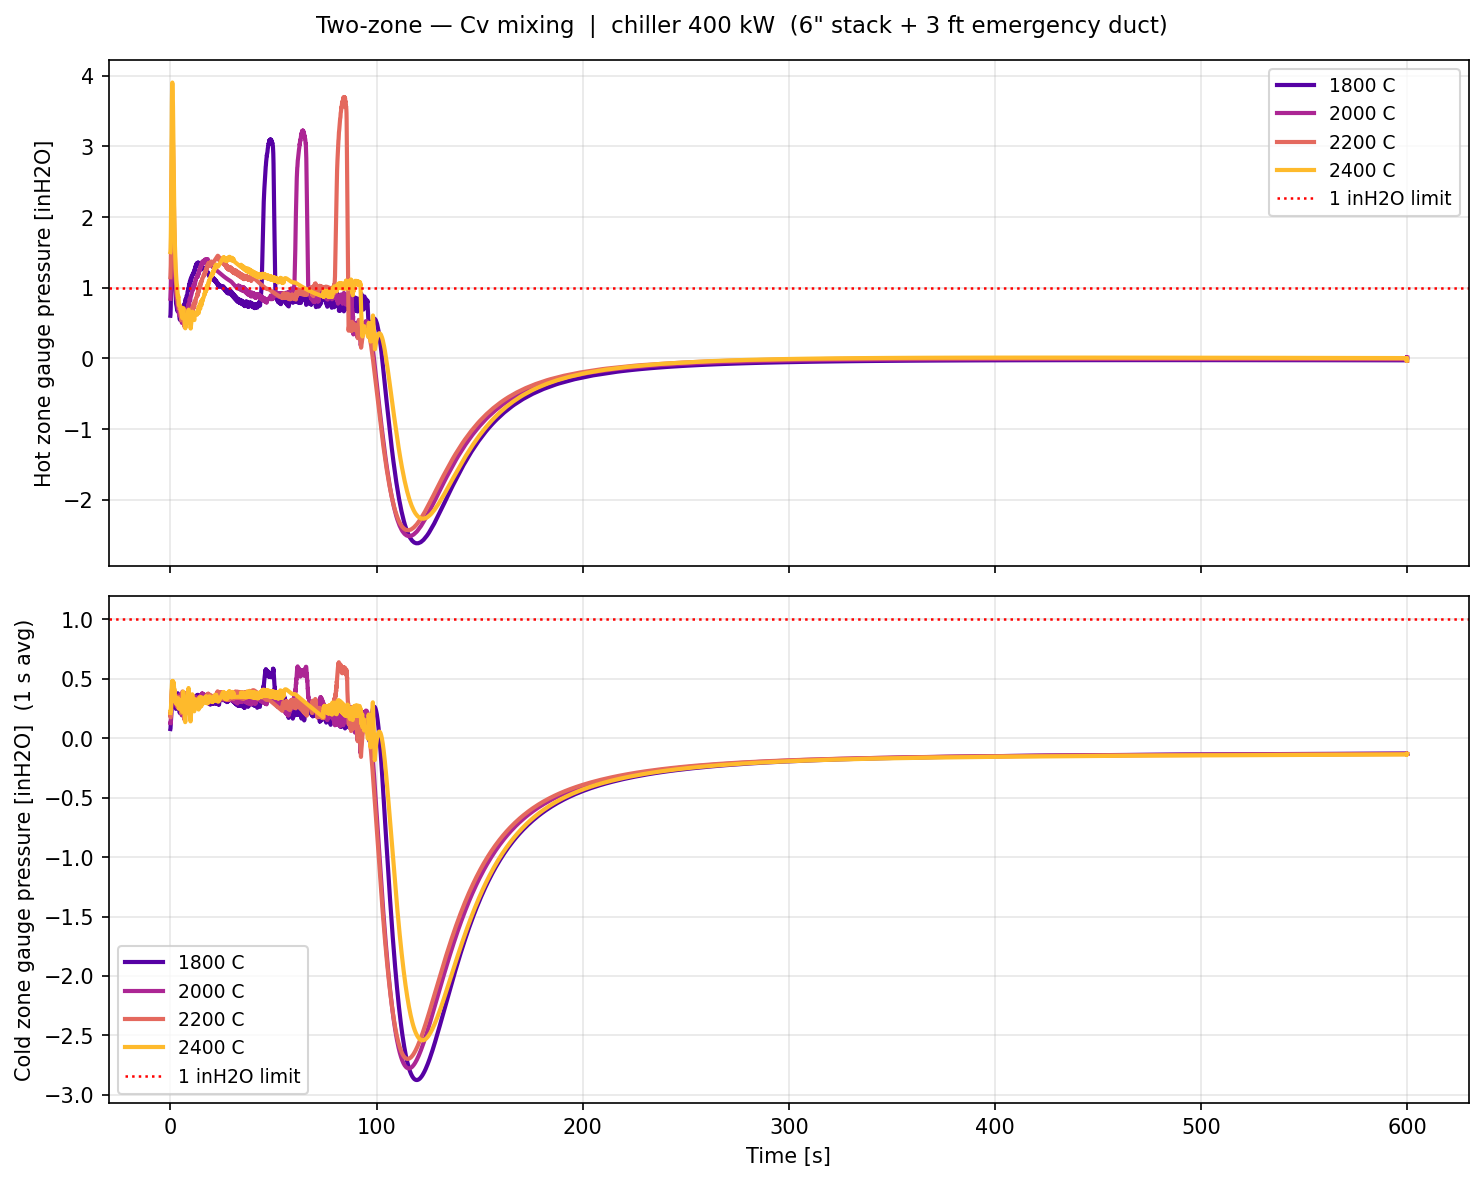 Two-zone — Cv mixing | chiller 400 kW (6" stack + 3 ft emergency duct)
Hot zone gauge pressure [inH2O]
4
3
2
1
0
−1
−2
1800 C
2000 C
2200 C
2400 C
1 inH2O limit
Cold zone gauge pressure [inH2O] (1 s avg)
1.0
0.5
0.0
−0.5
−1.0
−1.5
−2.0
−2.5
−3.0
1800 C
2000 C
2200 C
2400 C
1 inH2O limit
0 100 200 300 400 500 600
Time [s]